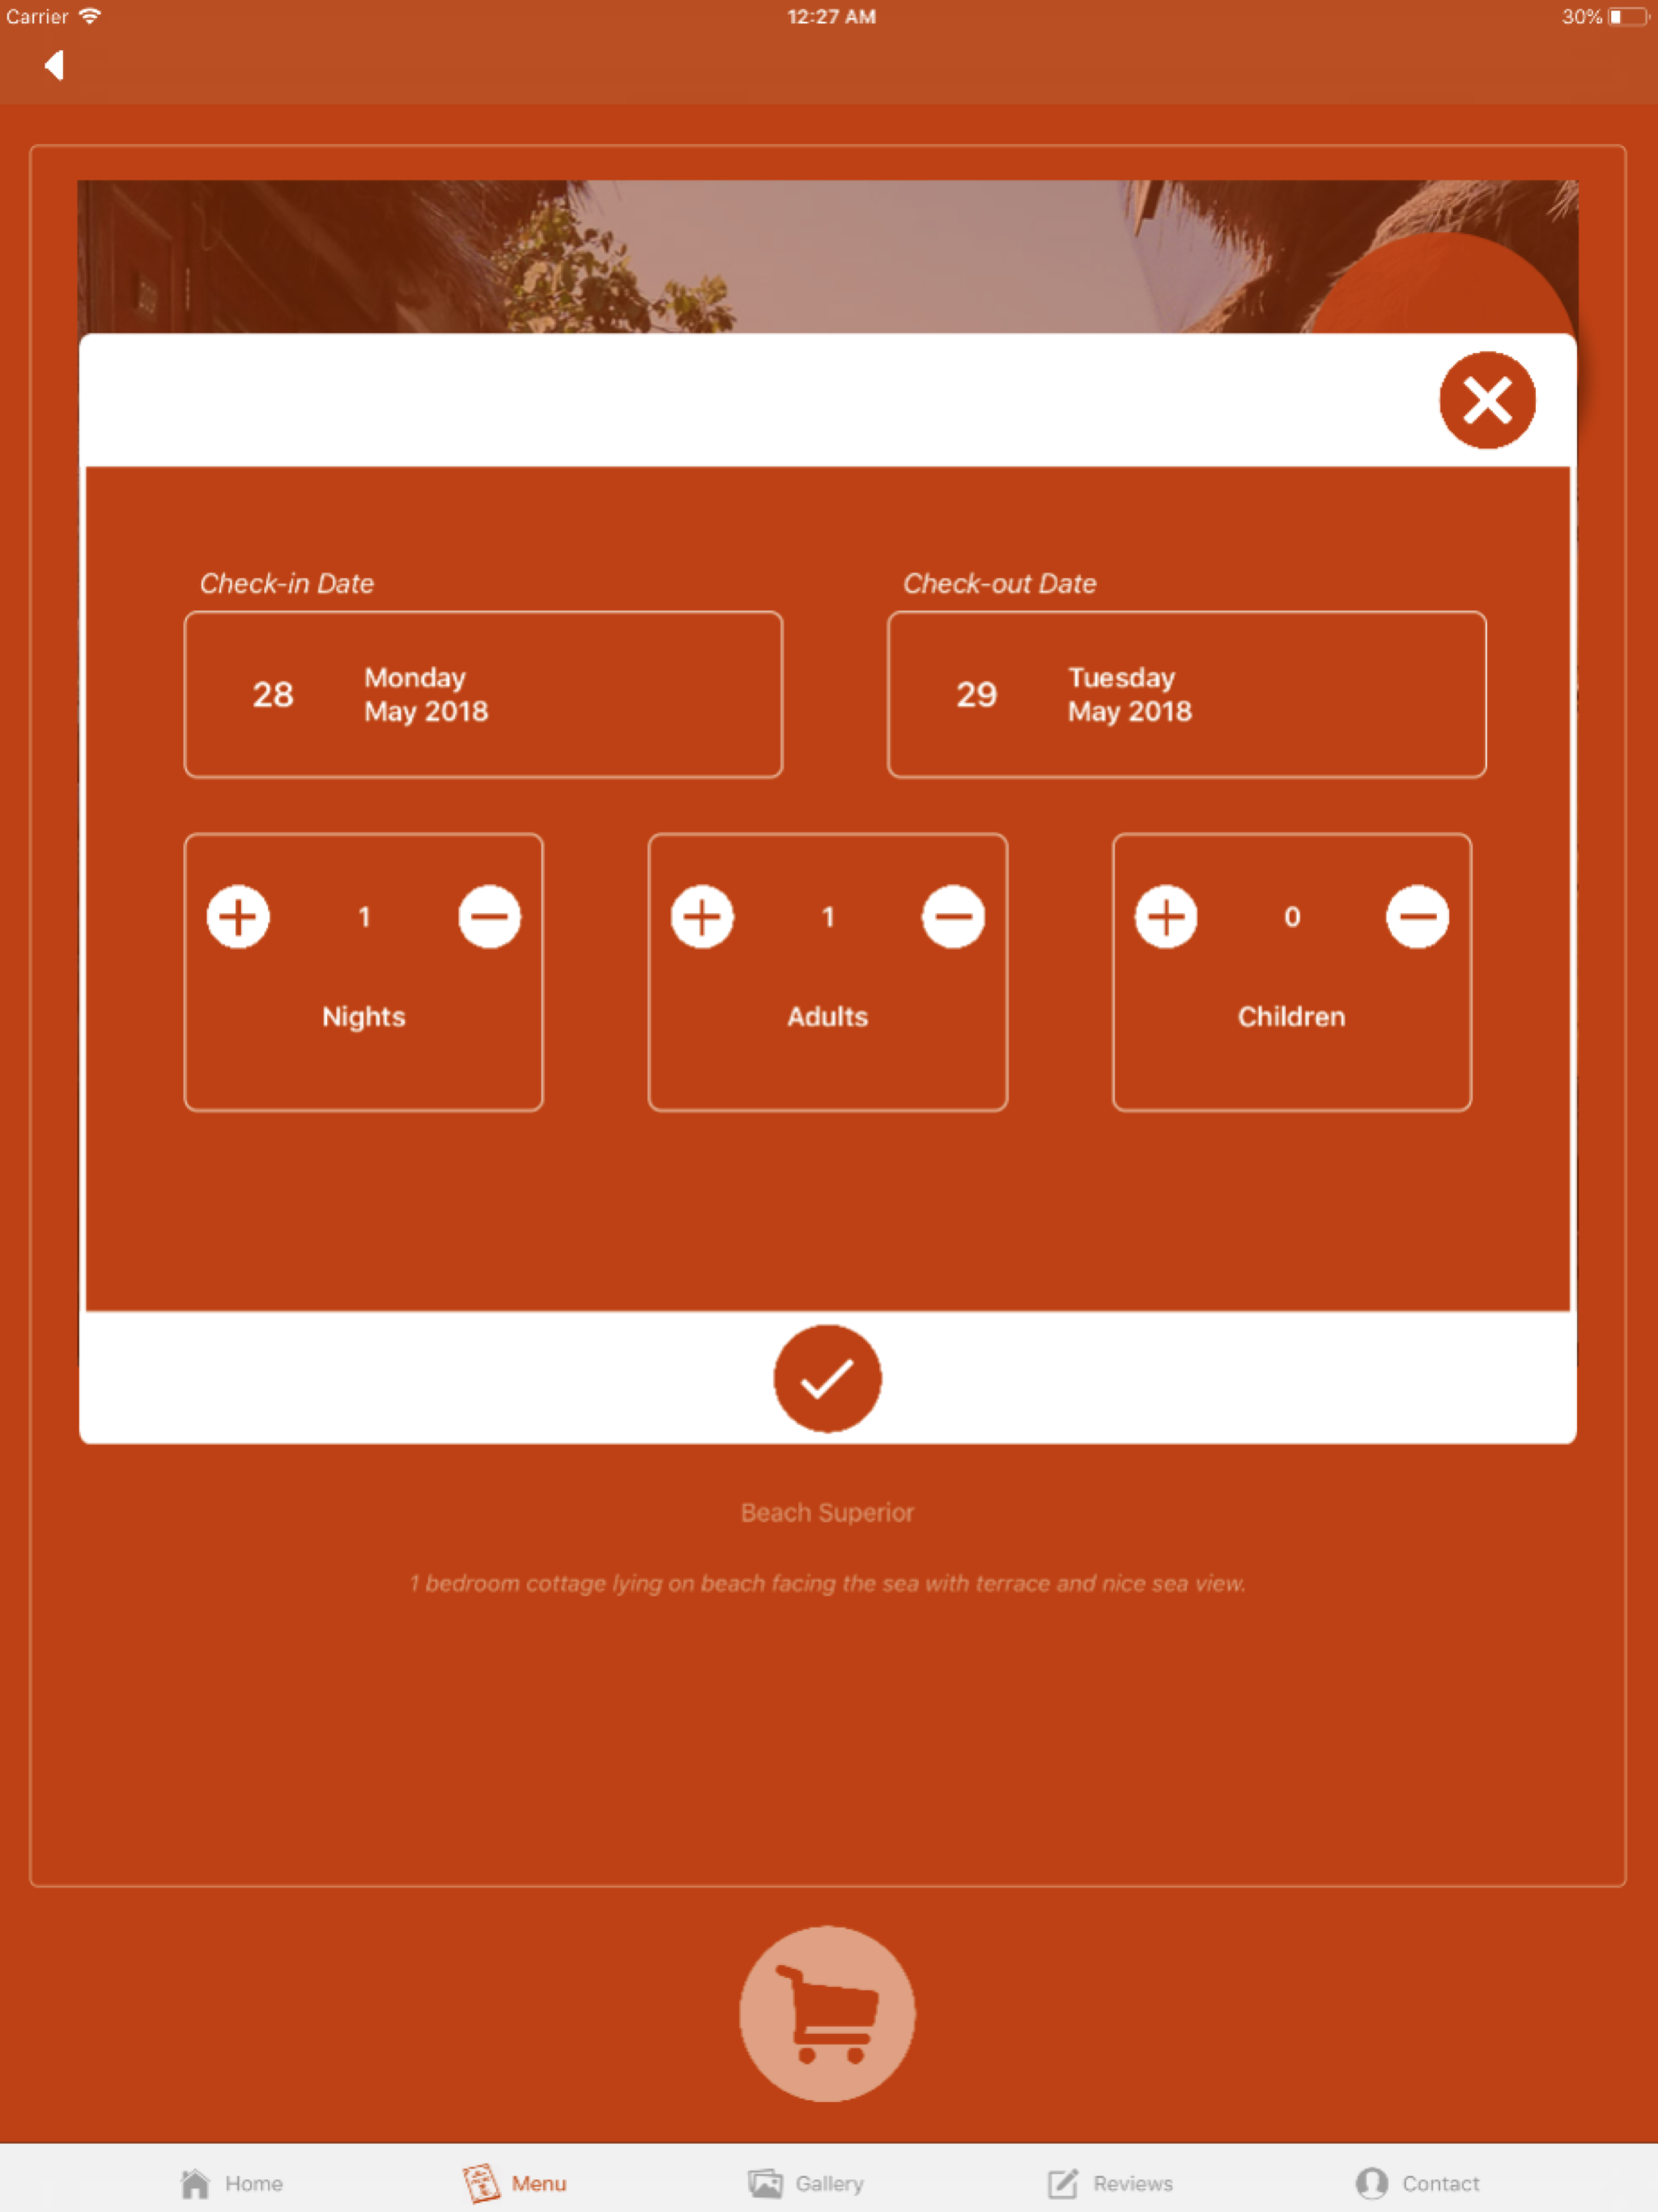 Carrier 12:27 AM 30%
Check-in Date Check-out Date
28 Monday May 2018 29 Tuesday May 2018
1 1 0
Nights Adults Children
Beach Superior
1 bedroom cottage lying on beach facing the sea with terrace and nice sea view.
Home Menu Gallery Reviews Contact